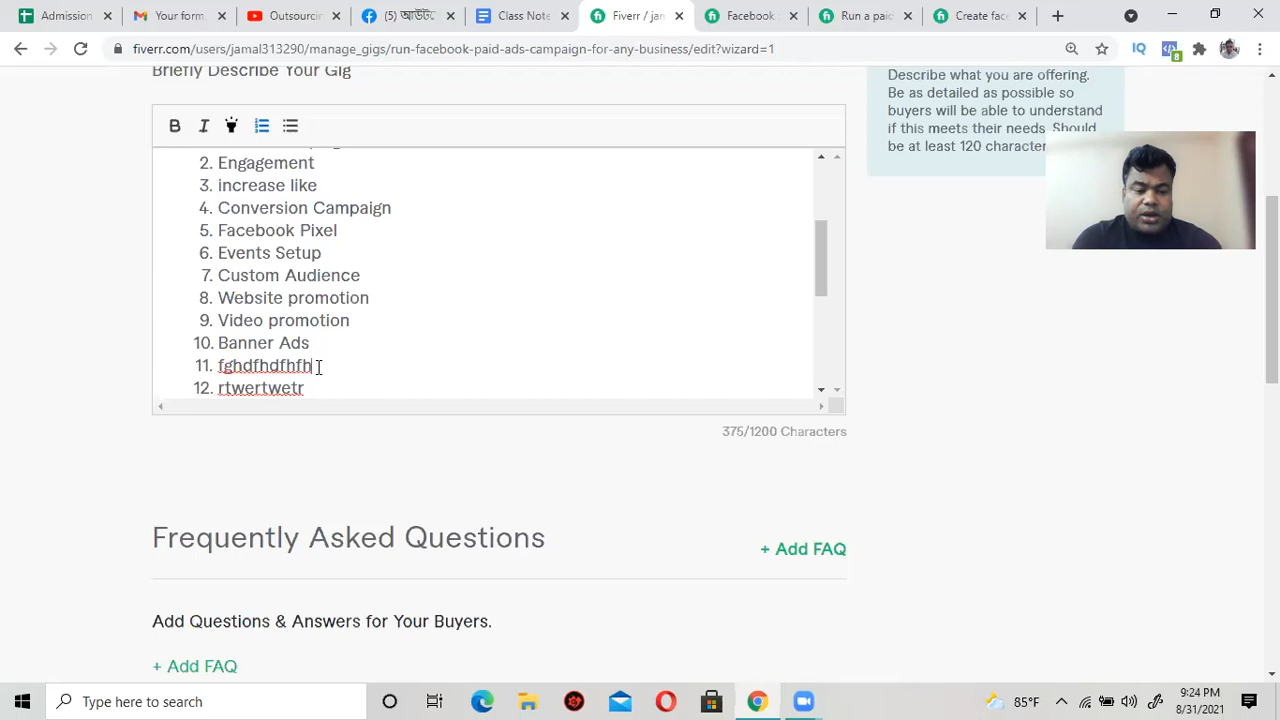 Admission
Your form
Outsourci
(5) আউটসো
Class Note
Fiverr / jam
Facebook
Run a paid
Create face
fiverr.com/users/jamal313290/manage_gigs/run-facebook-paid-ads-campaign-for-any-business/edit?wizard=1
IQ
8
Briefly Describe Your Gig
Describe what you are offering.
Be as detailed as possible so
buyers will be able to understand
if this meets their needs. Should
be at least 120 character
B I
2. Engagement
3. increase like
4. Conversion Campaign
5. Facebook Pixel
6. Events Setup
7. Custom Audience
8. Website promotion
9. Video promotion
10. Banner Ads
11. fghdfhdfhfh
12. rtwertwetr
375/1200 Characters
Frequently Asked Questions
+ Add FAQ
Add Questions & Answers for Your Buyers.
+ Add FAQ
Type here to search
85°F
9:24 PM
8/31/2021